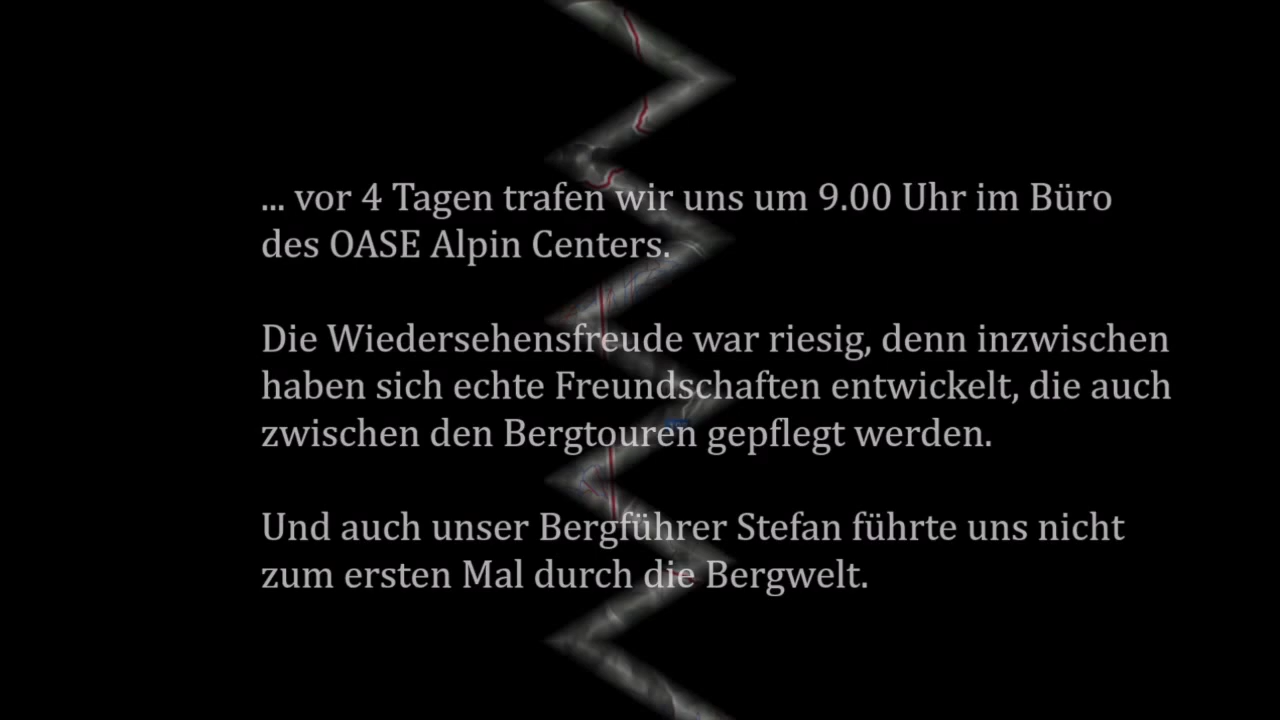 ... vor 4 Tagen trafen wir uns um 9.00 Uhr im Büro
des OASE Alpin Centers.
Die Wiedersehensfreude war riesig, denn inzwischen
haben sich echte Freundschaften entwickelt, die auch
zwischen den Bergtouren gepflegt werden.
Und auch unser Bergführer Stefan führte uns nicht
zum ersten Mal durch die Bergwelt.